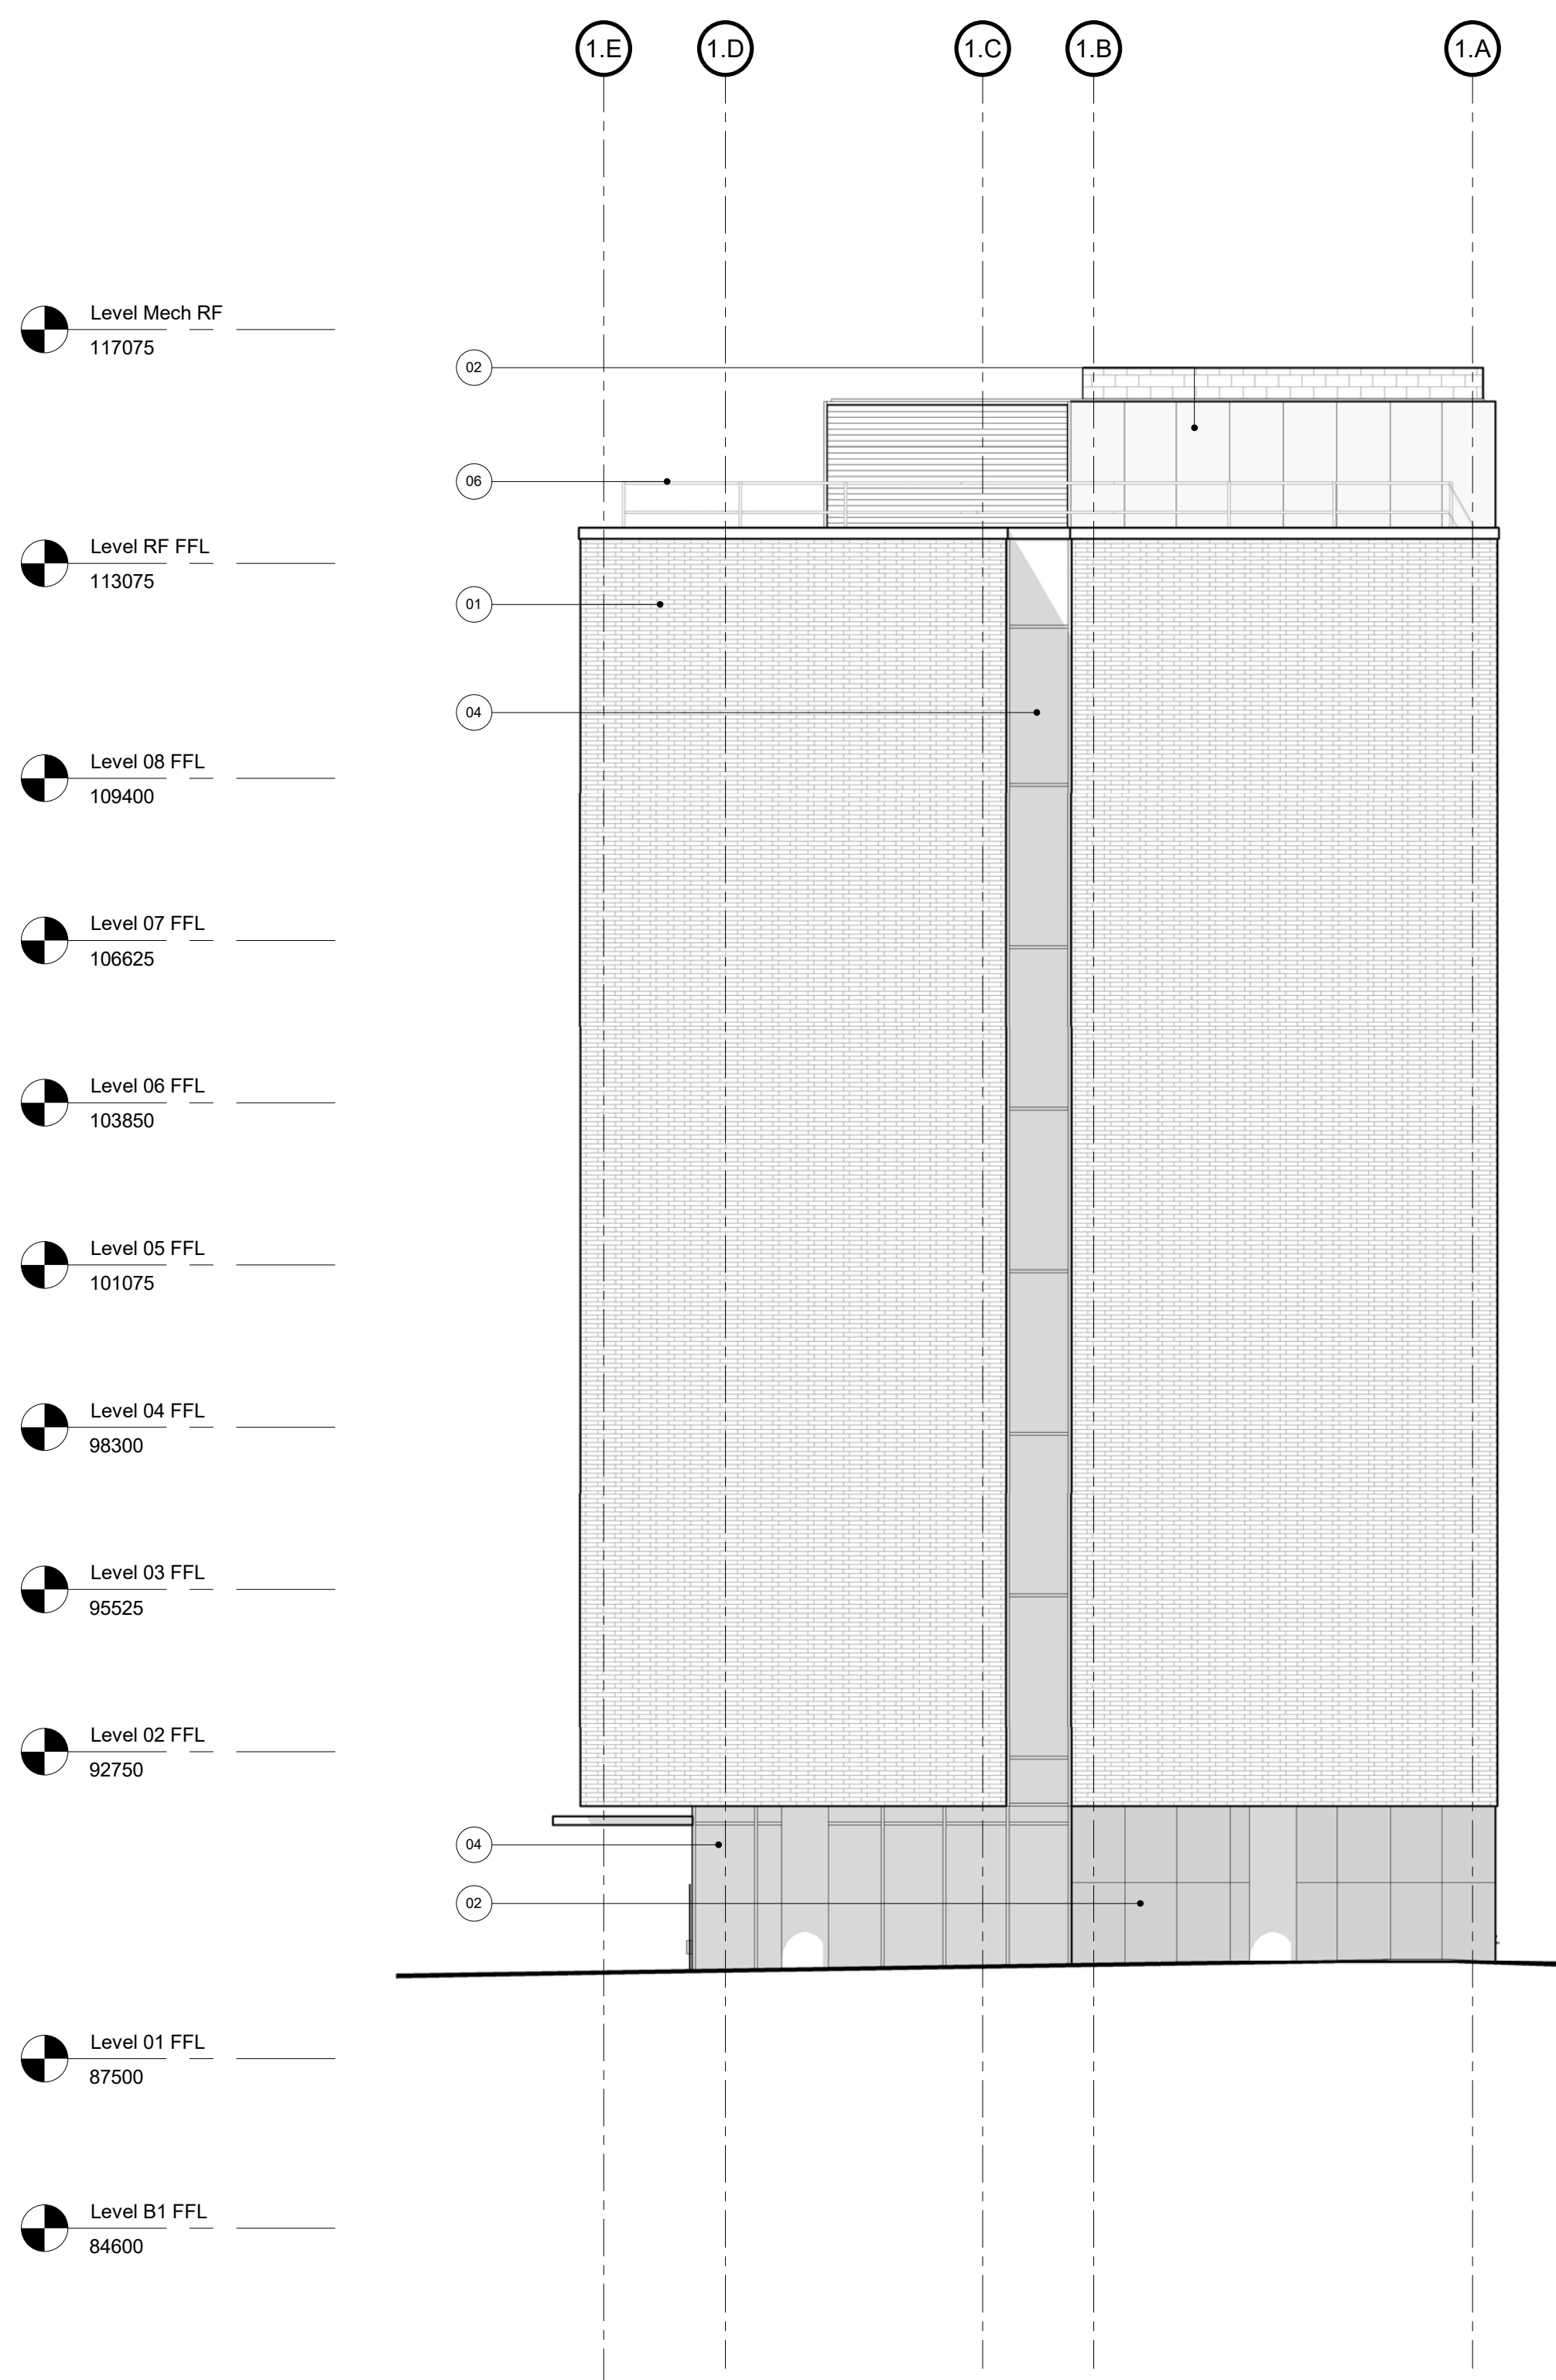 1.E 1.D 1.C 1.B 1.A
Level Mech RF
117075
02
06
Level RF FFL
113075
01
04
Level 08 FFL
109400
Level 07 FFL
106625
Level 06 FFL
103850
Level 05 FFL
101075
Level 04 FFL
98300
Level 03 FFL
95525
Level 02 FFL
92750
04
02
Level 01 FFL
87500
Level B1 FFL
84600